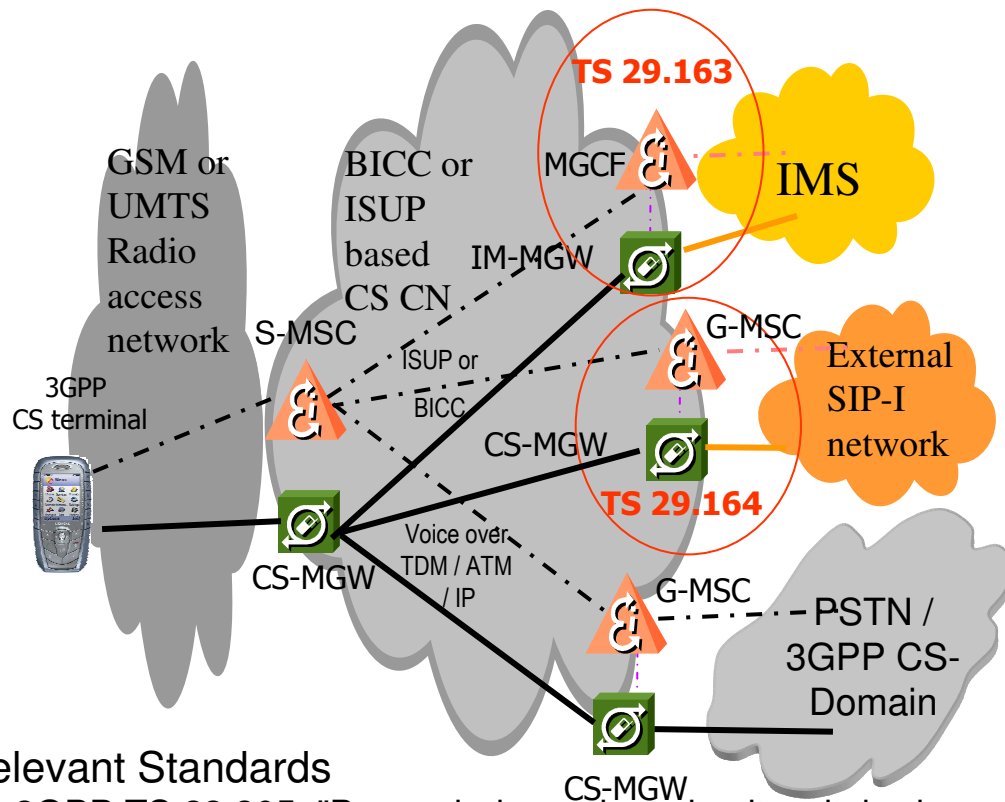 TS 29.163
GSM or
UMTS
Radio
access
network
BICC or
ISUP
based
CS CN
MGCF
IMS
IM-MGW
S-MSC
G-MSC
ISUP or
BICC
External
SIP-I
network
3GPP
CS terminal
CS-MGW
TS 29.164
Voice over
TDM / ATM
/ IP
CS-MGW
G-MSC
PSTN /
3GPP CS-
Domain
CS-MGW
elevant Standards